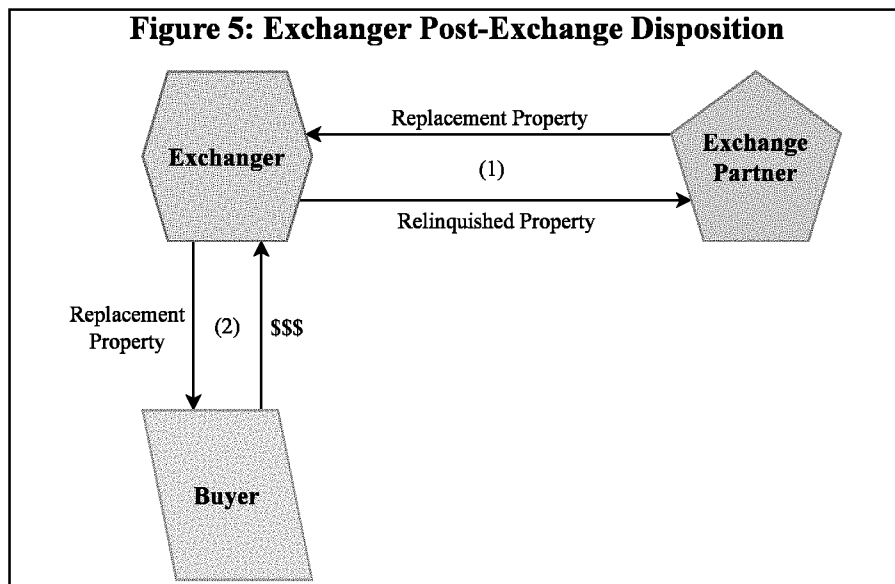 Figure 5: Exchanger Post-Exchange Disposition
Replacement Property
Exchanger
(1)
Exchange
Partner
Relinquished Property
Replacement
Property
(2)
$$$
Buyer